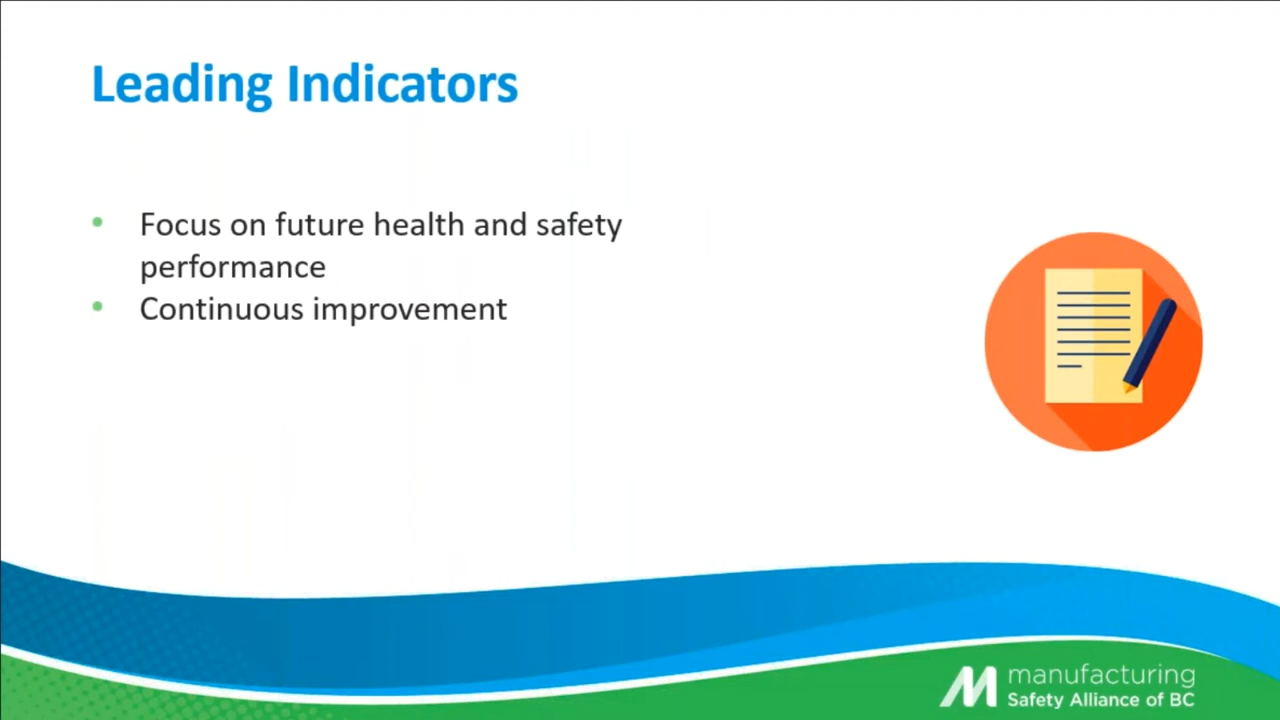 Leading Indicators
• Focus on future health and safety
performance
• Continuous improvement
manufacturing
Safety Alliance of BC